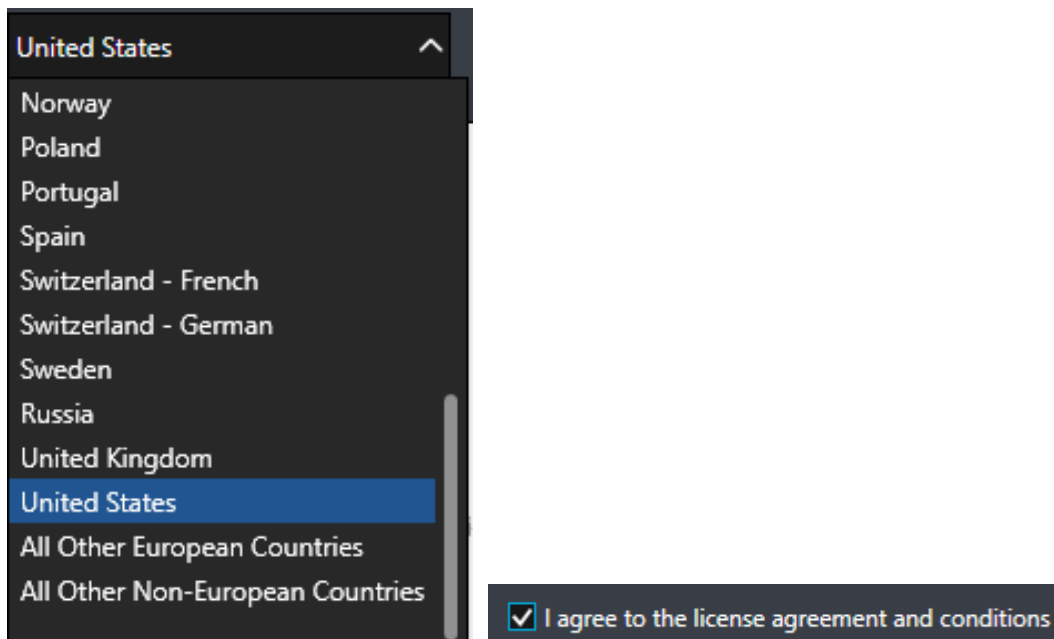 United States
Norway
Poland
Portugal
Spain
Switzerland - French
Switzerland - German
Sweden
Russia
United Kingdom
United States
All Other European Countries
All Other Non-European Countries
I agree to the license agreement and conditions